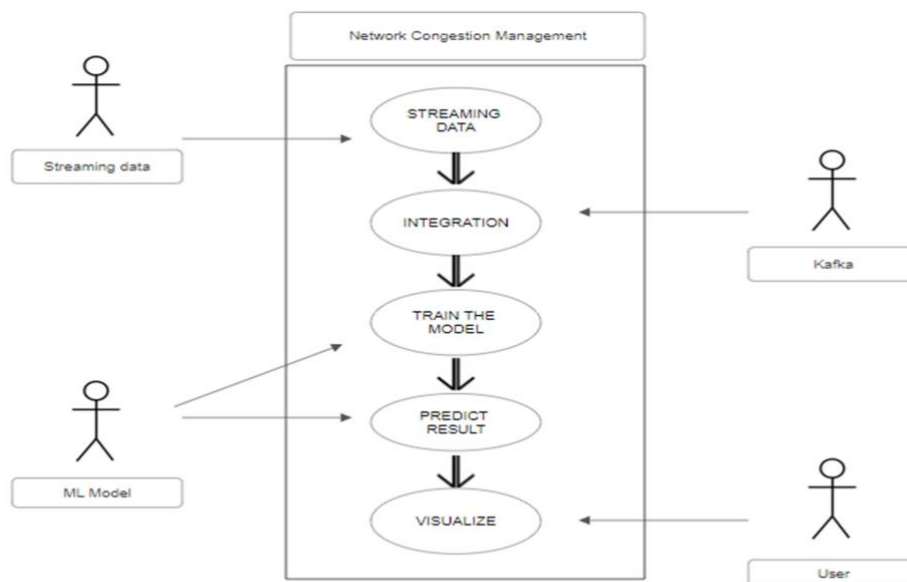 Network Congestion Management
STREAMING
DATA
Streaming data
INTEGRATION
Kafka
TRAIN THE
MODEL
PREDICT
RESULT
ML Model
VISUALIZE
User